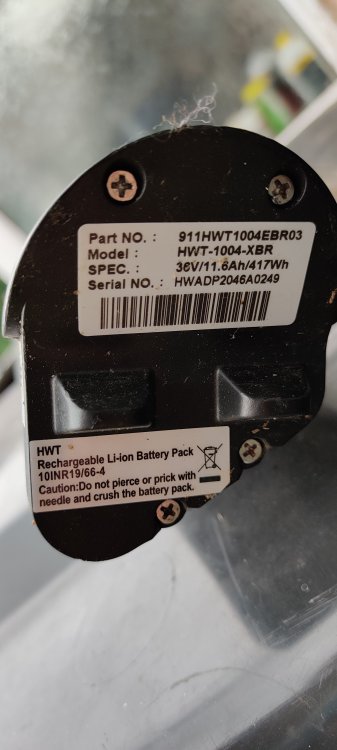 Part NO. : 911HWT1004EBR03
Model : HWT-1004-XBR
SPEC. : 36V/11.6Ah/417Wh
Serial NO. : HWADP2046A0249
HWT
Rechargeable Li-ion Battery Pack
10INR19/66-4
Caution:Do not pierce or prick with
needle and crush the battery pack.